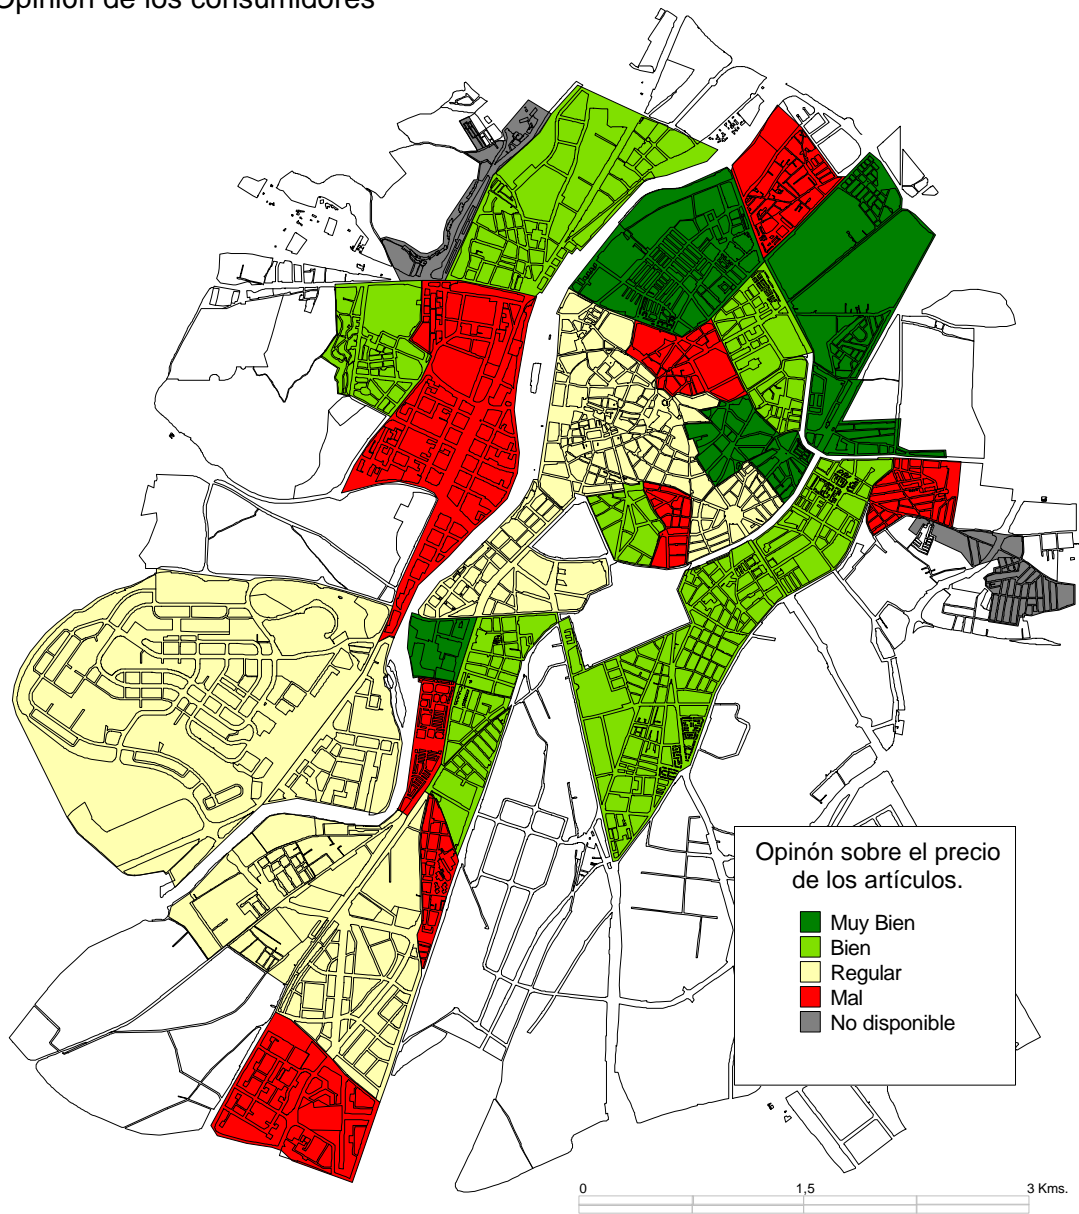 Opinión de los consumidores
Opinón sobre el precio
de los artículos.
Muy Bien
Bien
Regular
Mal
No disponible
0 1,5 3 Kms.